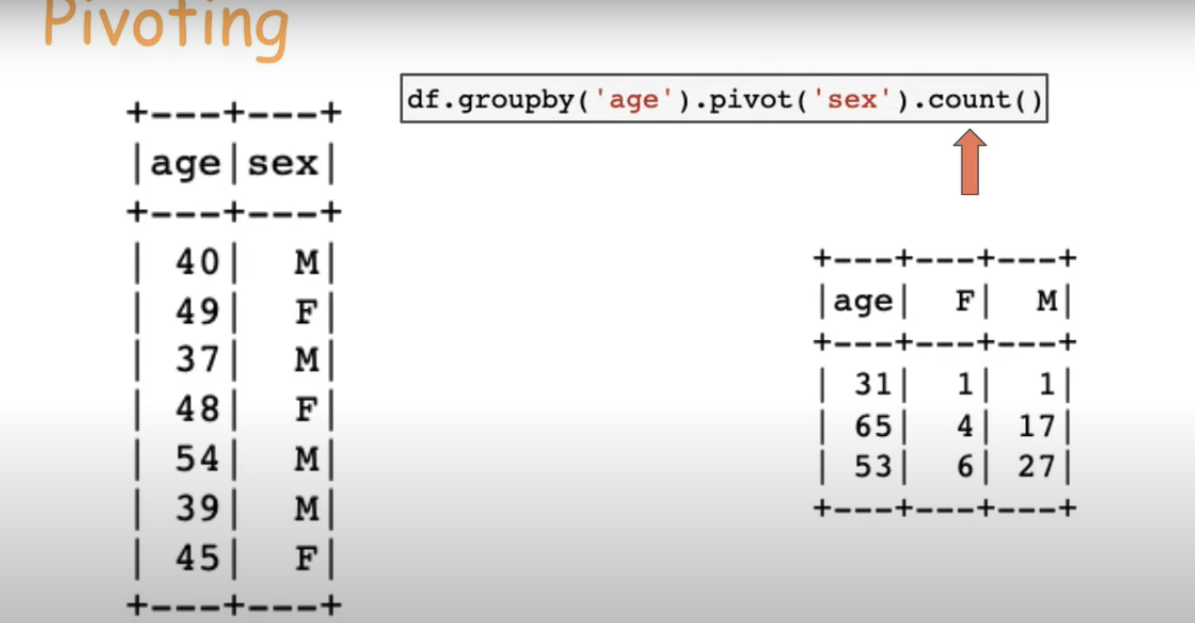 Pivoting
df.groupby('age').pivot('sex').count()
+---+---+
|age|sex|
+---+---+
| 40|  M|
| 49|  F|
| 37|  M|
| 48|  F|
| 54|  M|
| 39|  M|
| 45|  F|
+---+---+
+---+---+---+
|age|  F|  M|
+---+---+---+
| 31|  1|  1|
| 65|  4| 17|
| 53|  6| 27|
+---+---+---+